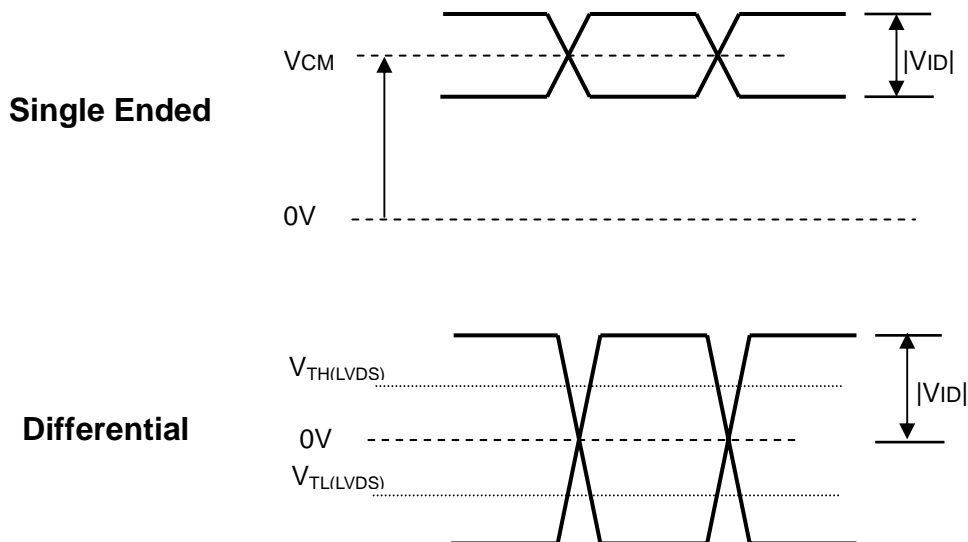 VCM
|VID|
Single Ended
0V
VTH(LVDS)
|VID|
Differential
0V
VTL(LVDS)